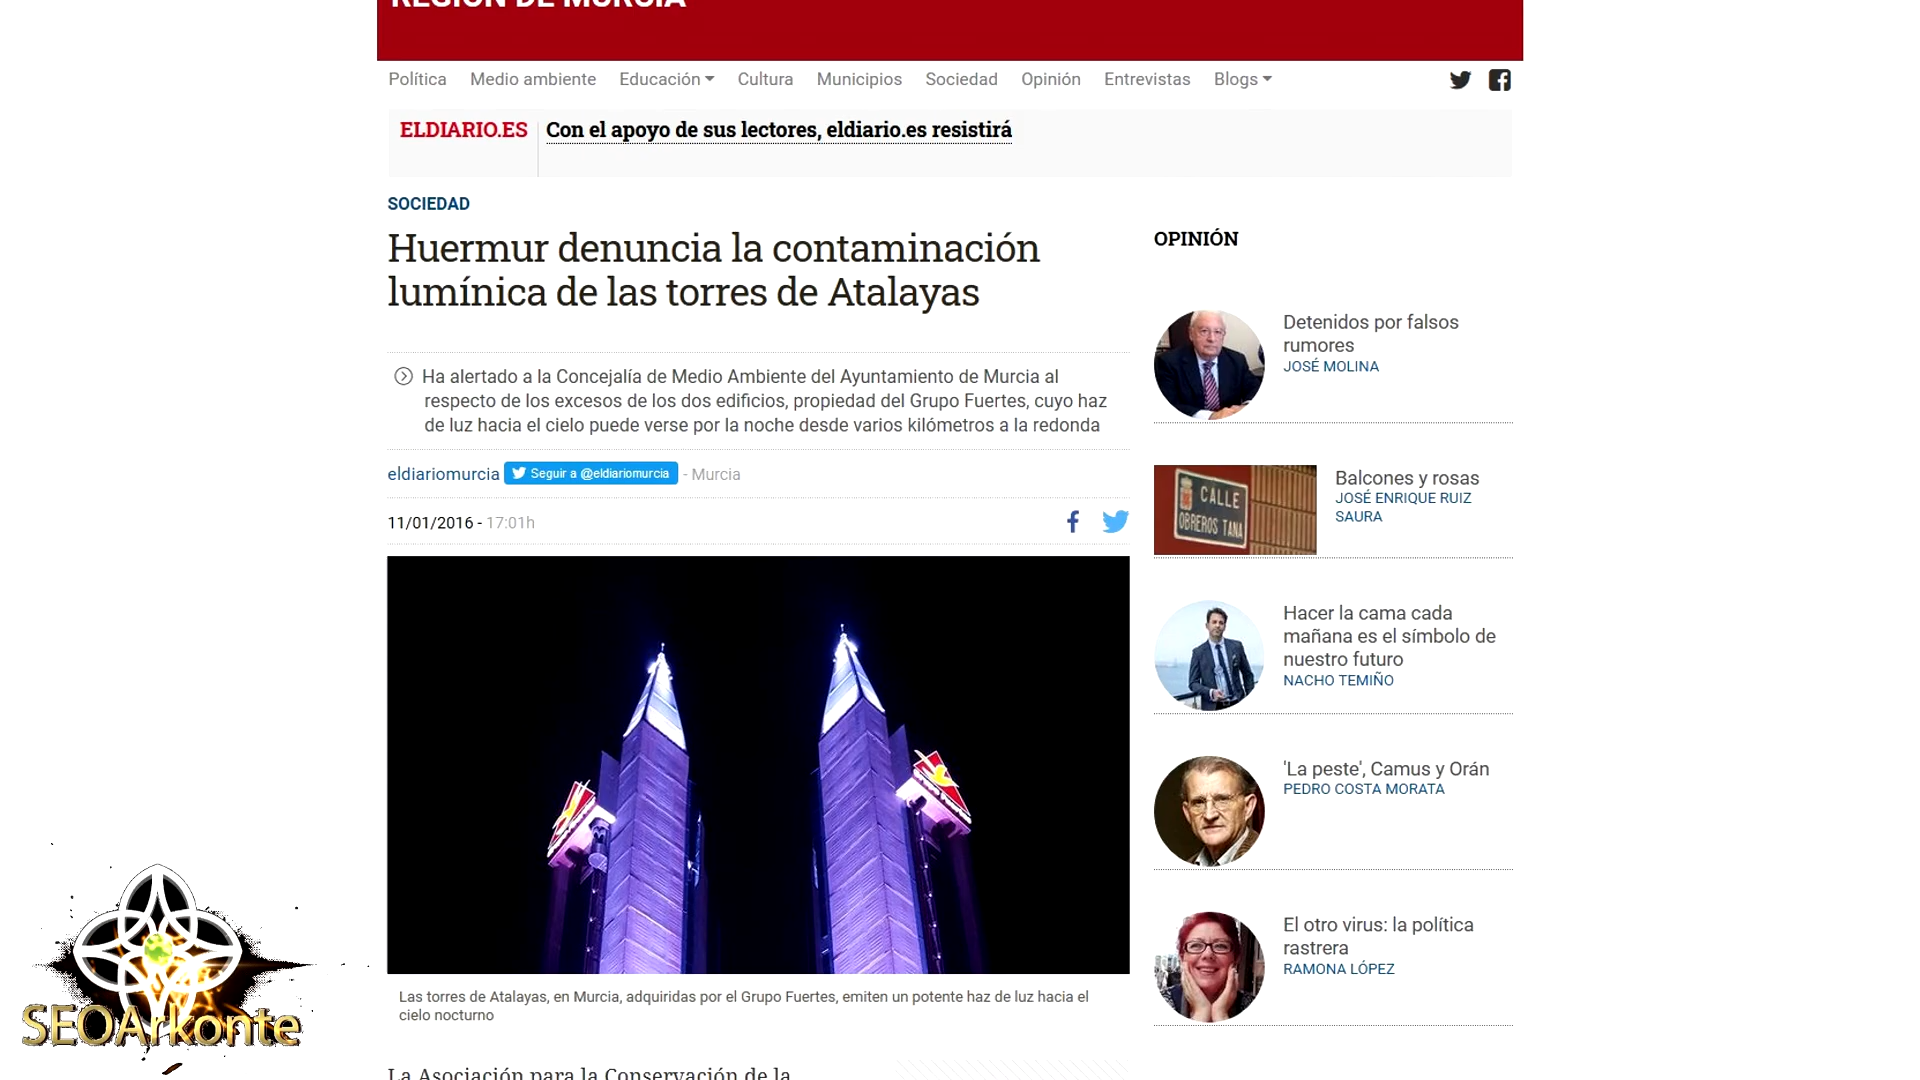 REGIÓN DE MURCIA
Política Medio ambiente Educación Cultura Municipios Sociedad Opinión Entrevistas Blogs
ELDIARIO.ES Con el apoyo de sus lectores, eldiario.es resistirá
SOCIEDAD
Huermur denuncia la contaminación
lumínica de las torres de Atalayas
Ha alertado a la Concejalía de Medio Ambiente del Ayuntamiento de Murcia al
respecto de los excesos de los dos edificios, propiedad del Grupo Fuertes, cuyo haz
de luz hacia el cielo puede verse por la noche desde varios kilómetros a la redonda
eldiariomurcia Seguir a @eldiariomurcia - Murcia
11/01/2016 - 17:01h
Las torres de Atalayas, en Murcia, adquiridas por el Grupo Fuertes, emiten un potente haz de luz hacia el
cielo nocturno
La Asociación para la Conservación de la
OPINIÓN
Detenidos por falsos
rumores
JOSÉ MOLINA
CALLE
OBREROS TANA
Balcones y rosas
JOSÉ ENRIQUE RUIZ
SAURA
Hacer la cama cada
mañana es el símbolo de
nuestro futuro
NACHO TEMIÑO
'La peste', Camus y Orán
PEDRO COSTA MORATA
El otro virus: la política
rastrera
RAMONA LÓPEZ
SEOArkonte